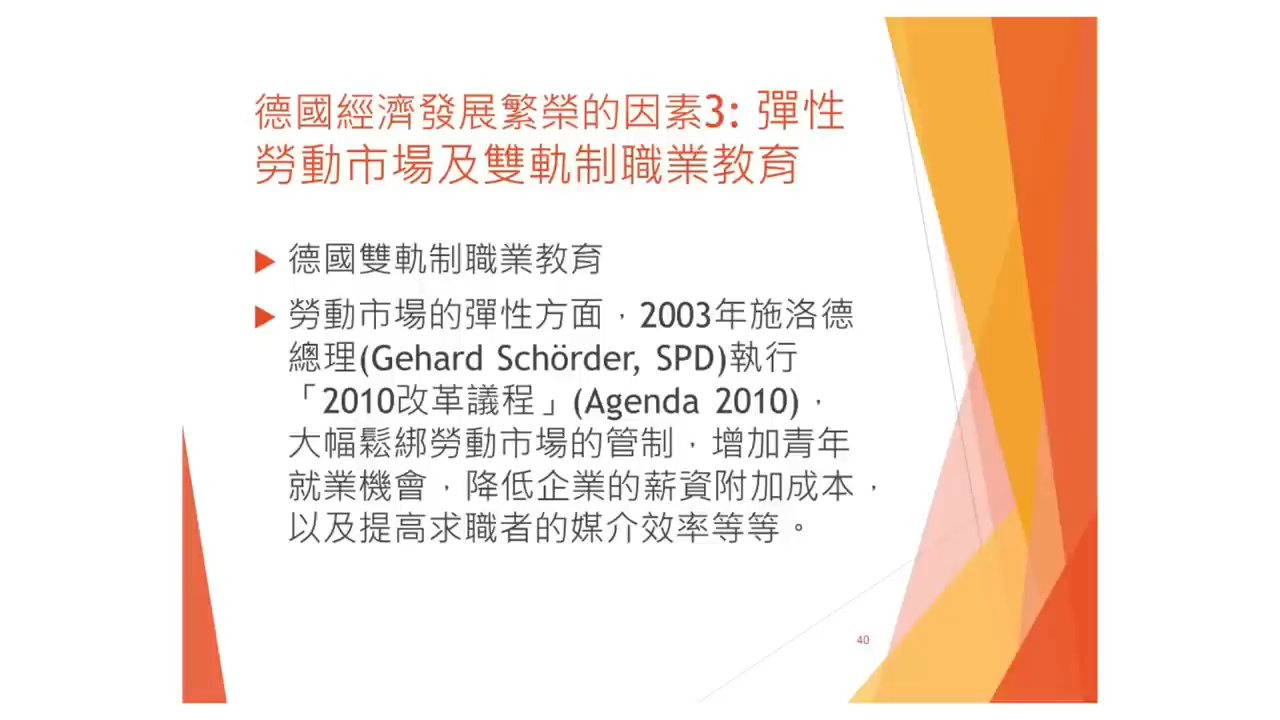 德國經濟發展繁榮的因素3: 彈性
勞動市場及雙軌制職業教育
德國雙軌制職業教育
勞動市場的彈性方面，2003年施洛德
總理(Gehard Schörder, SPD)執行
「2010改革議程」(Agenda 2010)，
大幅鬆綁勞動市場的管制，增加青年
就業機會，降低企業的薪資附加成本，
以及提高求職者的媒介效率等等。
40